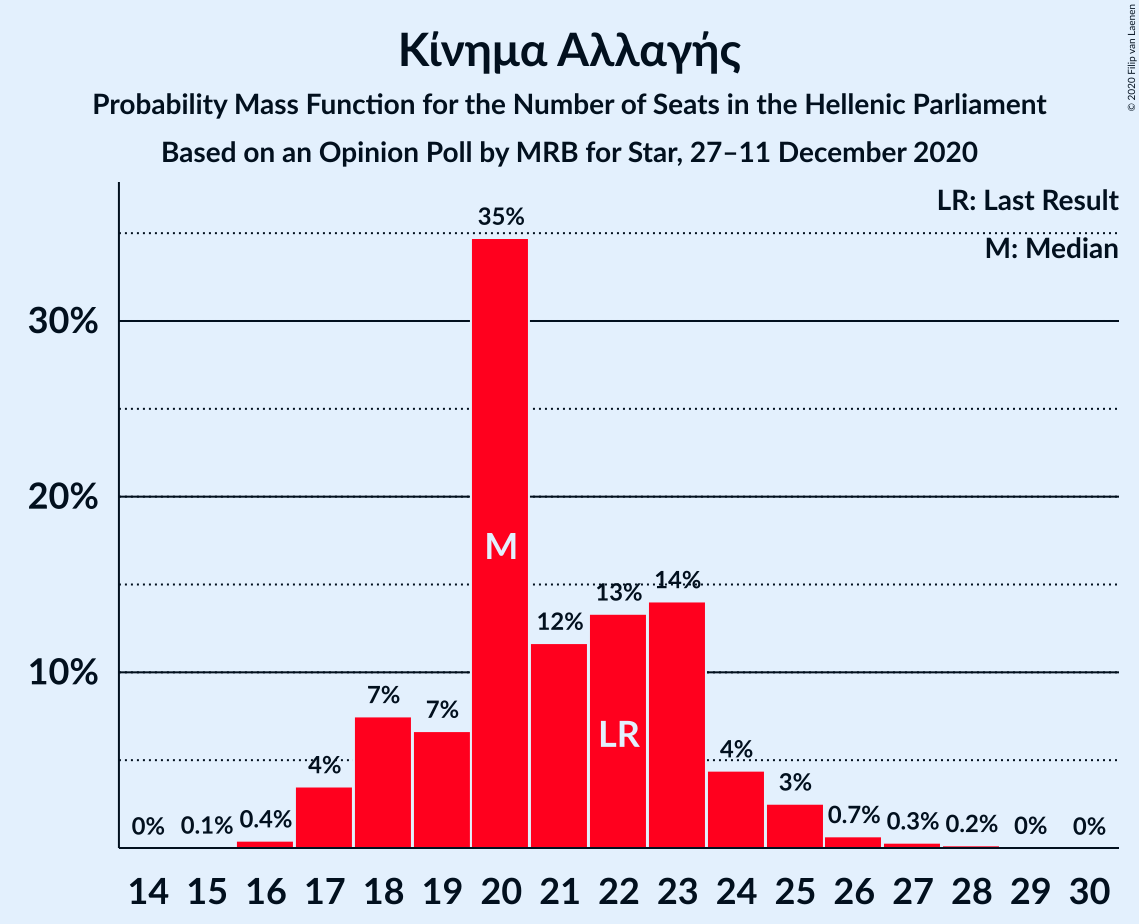 Κίνημα Αλλαγής
Probability Mass Function for the Number of Seats in the Hellenic Parliament
Based on an Opinion Poll by MRB for Star, 27–11 December 2020
© 2020 Filip van Laenen
LR: Last Result
M: Median
30%
20%
10%
0%
0.1%
0.4%
4%
7%
7%
35%
12%
13%
14%
4%
3%
0.7%
0.3%
0.2%
0%
0%
M
LR
14 15 16 17 18 19 20 21 22 23 24 25 26 27 28 29 30